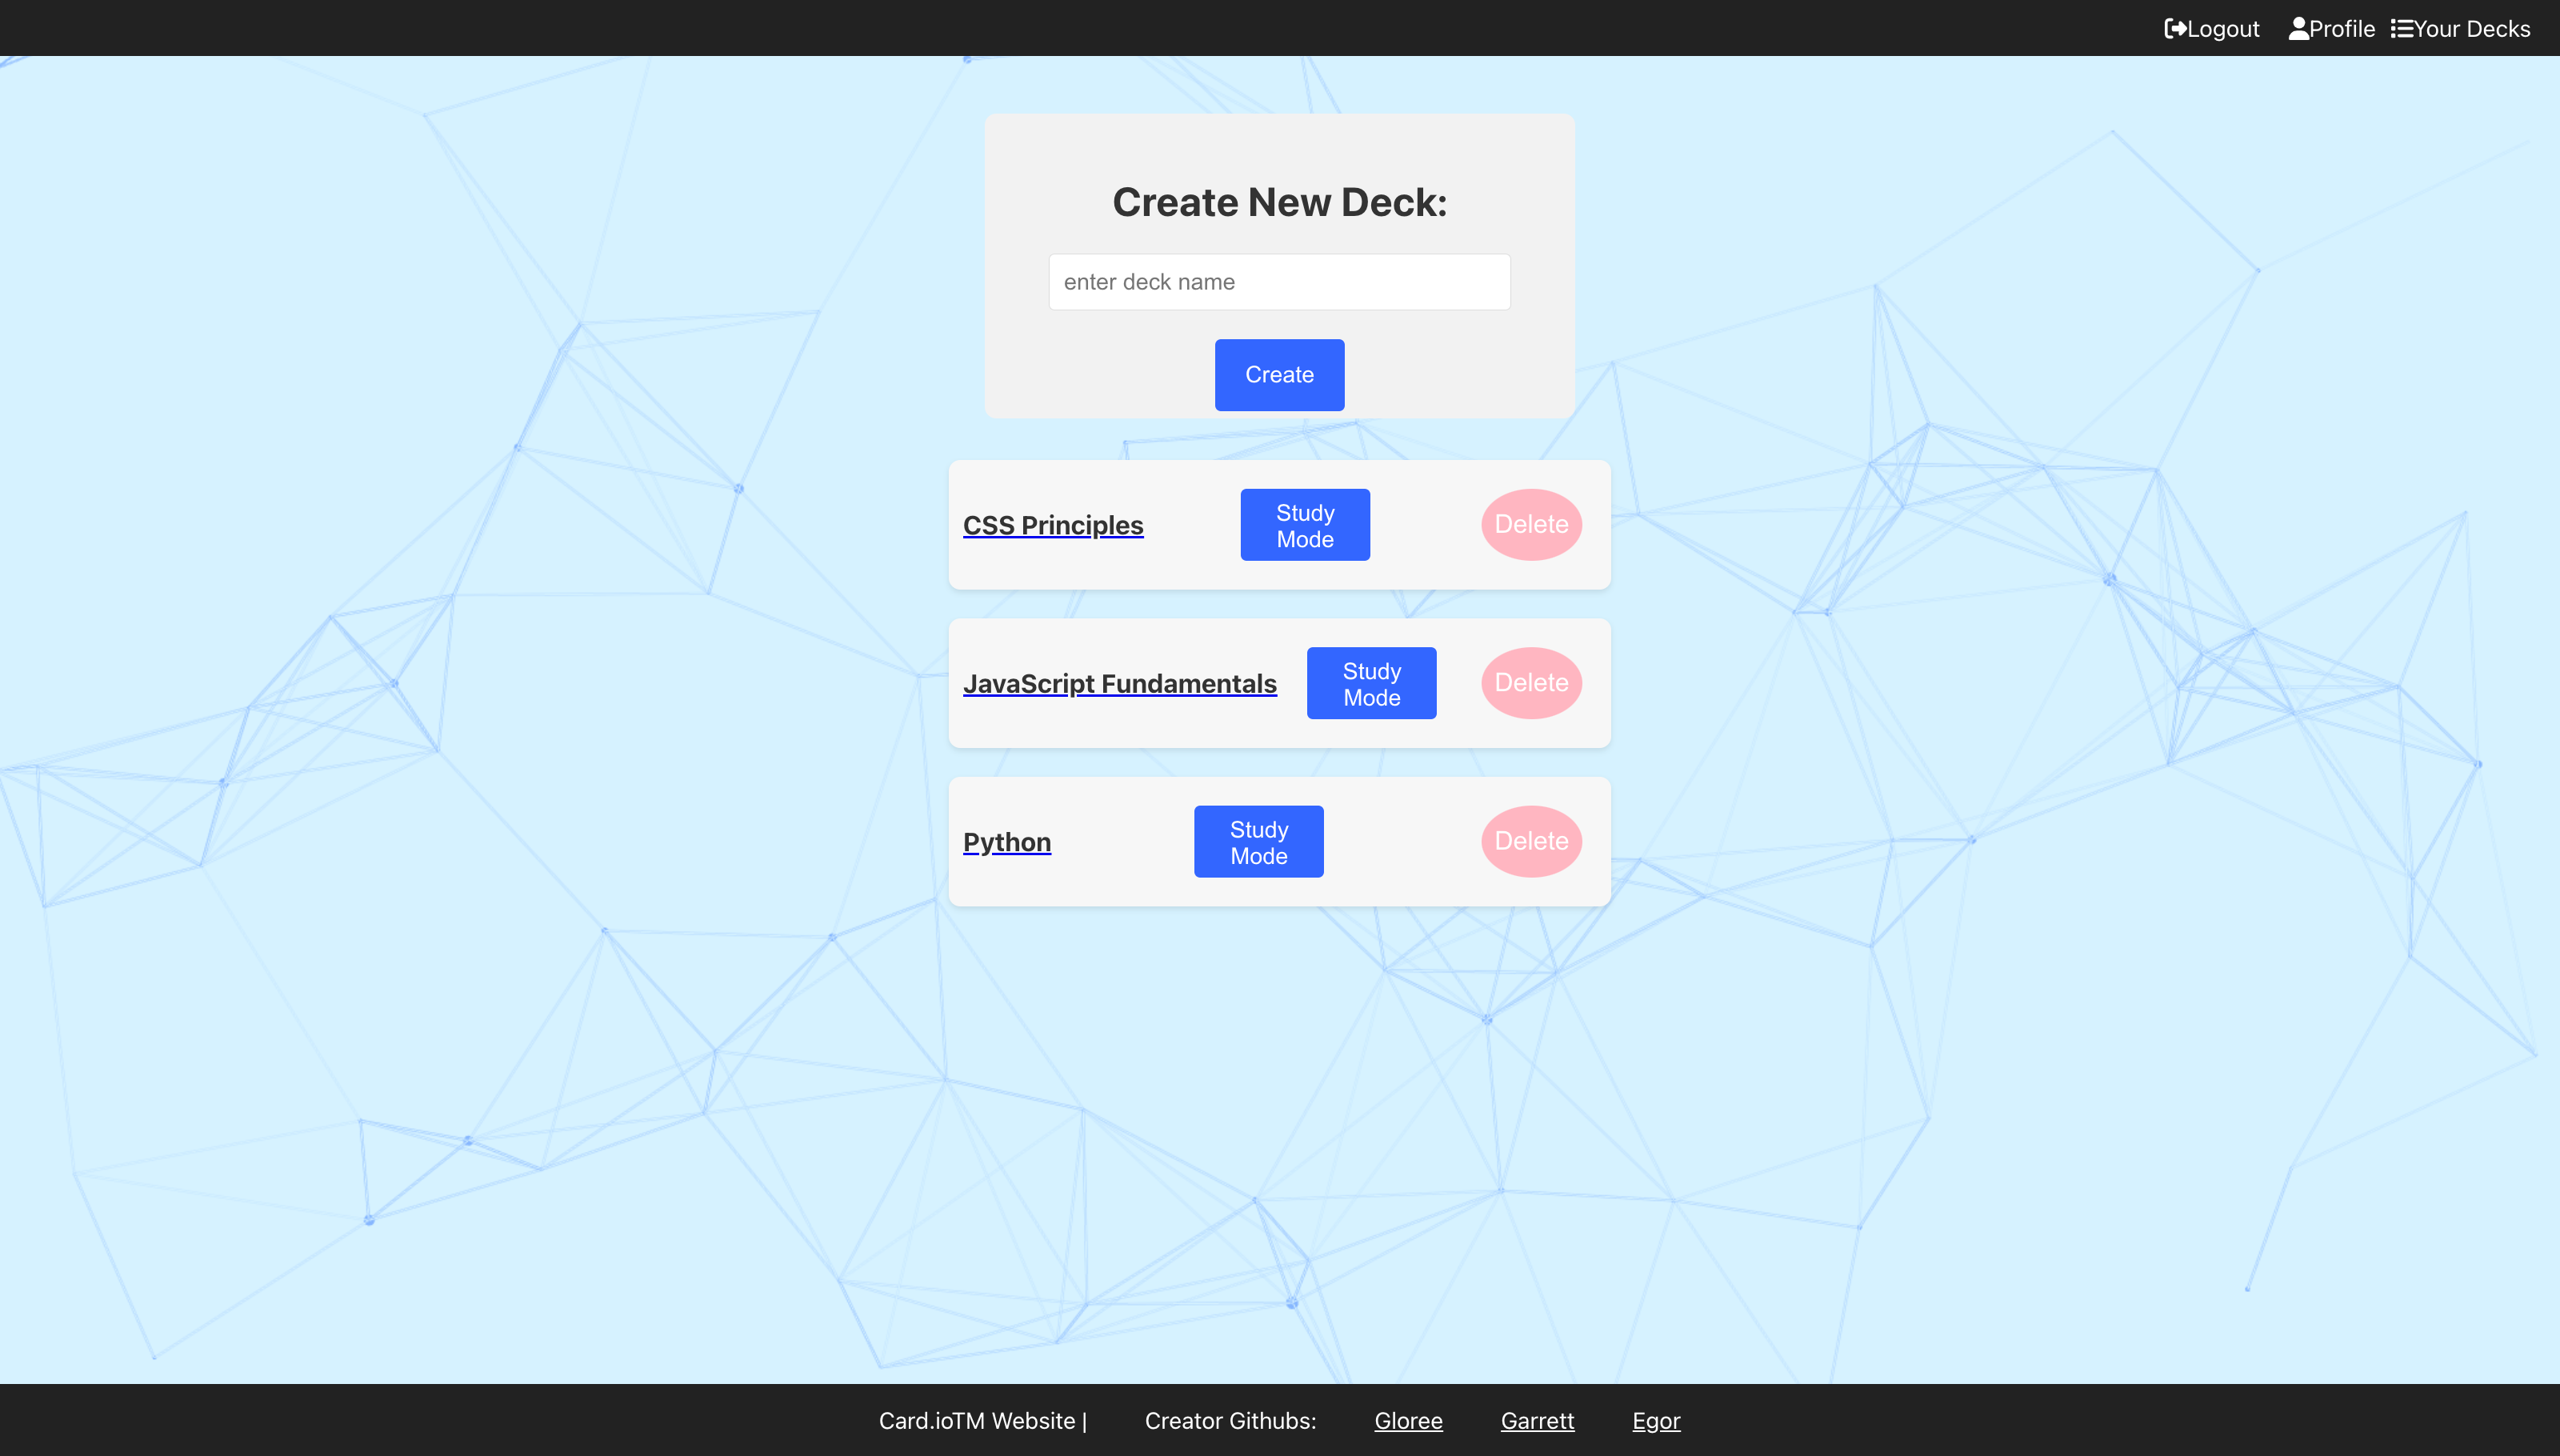 Logout Profile Your Decks
Create New Deck:
enter deck name
Create
CSS Principles
Study
Mode
Delete
JavaScript Fundamentals
Study
Mode
Delete
Python
Study
Mode
Delete
Card.ioTM Website | Creator Githubs: Gloree Garrett Egor